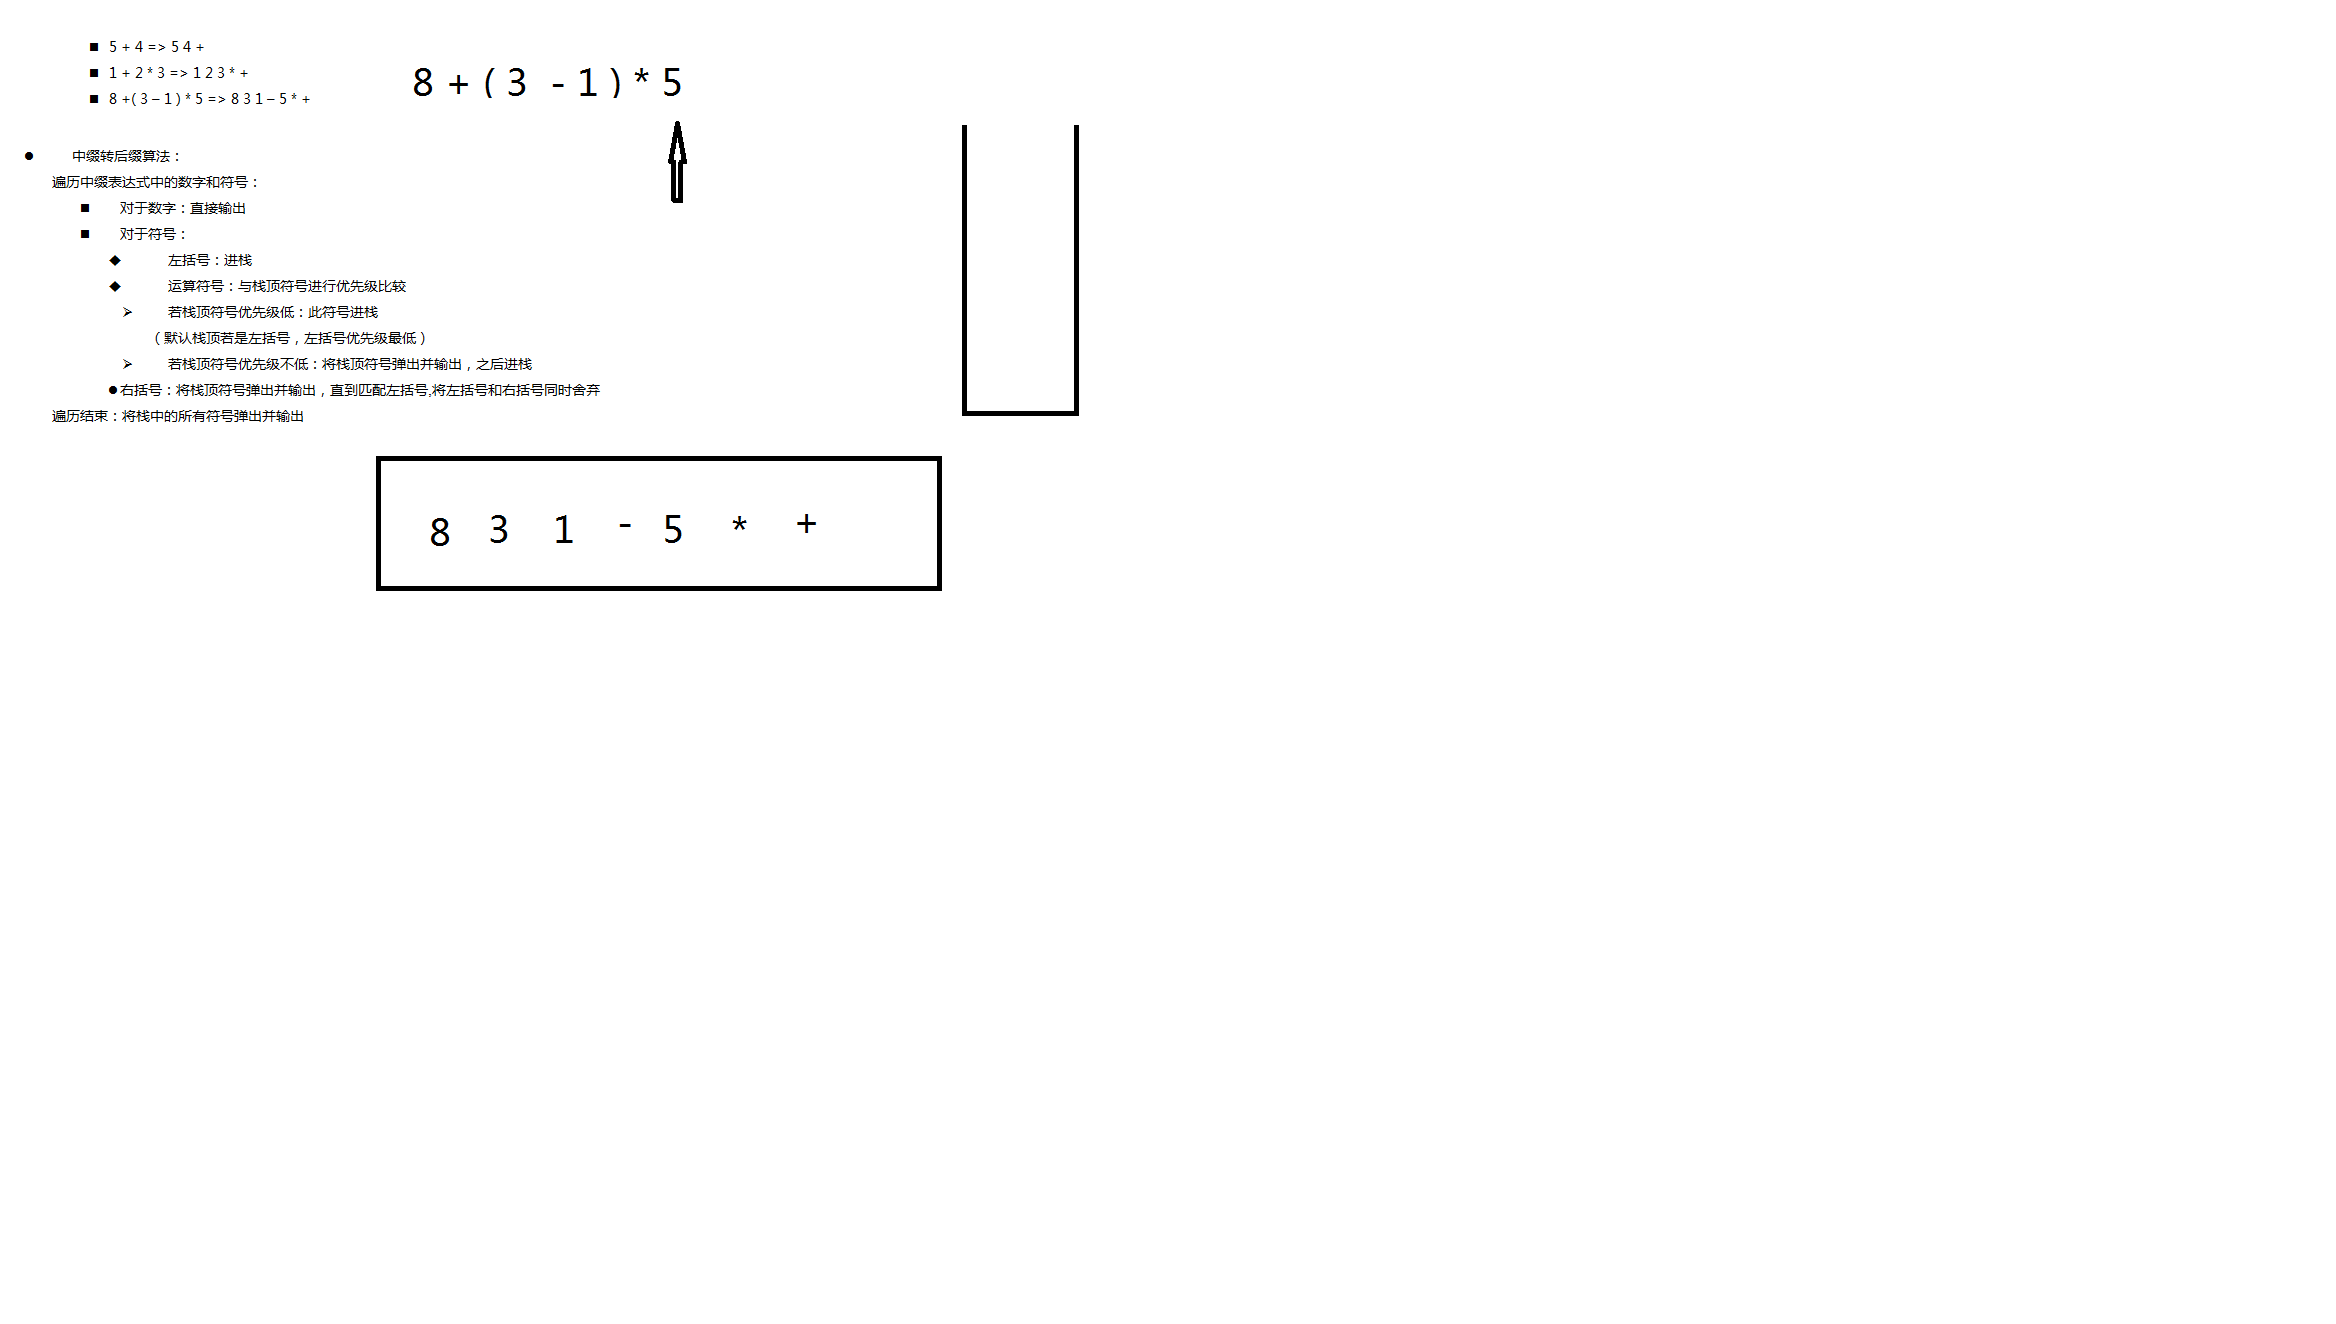 ■ 5 + 4 => 5 4 +
■ 1 + 2 * 3 => 1 2 3 * +
■ 8 +( 3 – 1 ) * 5 => 8 3 1 – 5 * +
8 + ( 3 - 1 ) * 5
● 中缀转后缀算法：
遍历中缀表达式中的数字和符号：
■ 对于数字：直接输出
■ 对于符号：
◆ 左括号：进栈
◆ 运算符号：与栈顶符号进行优先级比较
➢ 若栈顶符号优先级低：此符号进栈
（默认栈顶若是左括号，左括号优先级最低）
➢ 若栈顶符号优先级不低：将栈顶符号弹出并输出，之后进栈
●右括号：将栈顶符号弹出并输出，直到匹配左括号,将左括号和右括号同时舍弃
遍历结束：将栈中的所有符号弹出并输出
8 3 1 - 5 * +